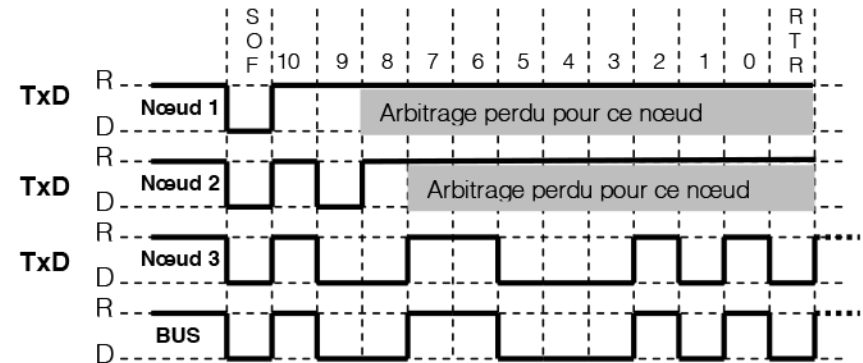 S
O
F 10 9 8 7 6 5 4 3 2 1 0 R
T
R
TxD R Nœud 1 Arbitrage perdu pour ce nœud
D
TxD R Nœud 2 Arbitrage perdu pour ce nœud
D
TxD R Nœud 3
D
R BUS
D